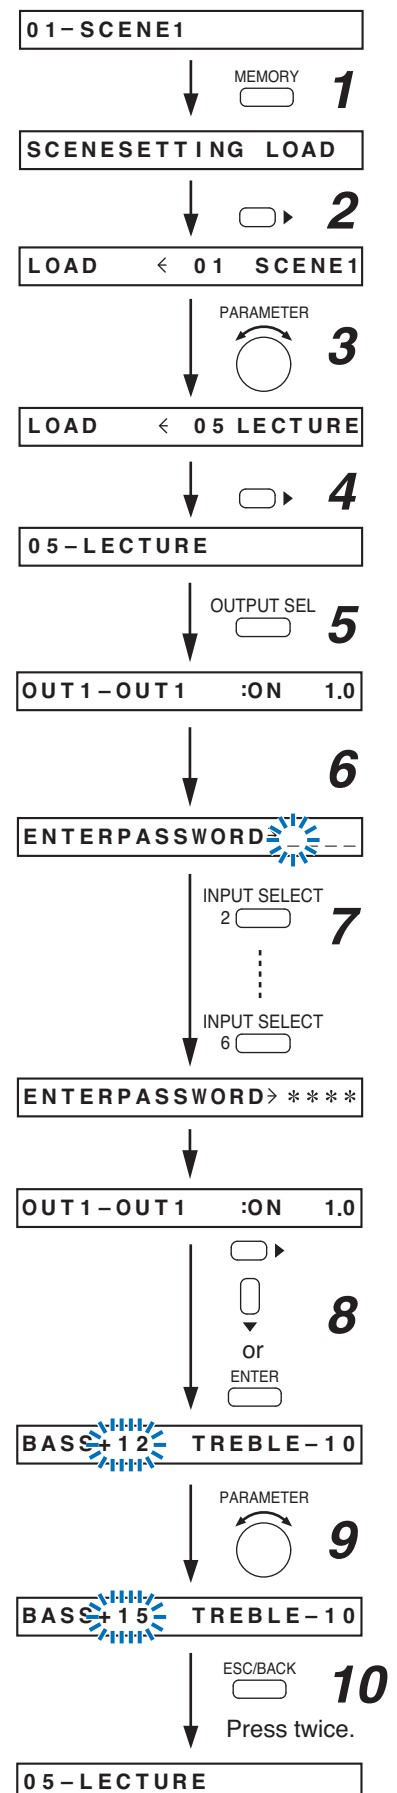 01–SCENE1
MEMORY
1
SCENESETTING LOAD
2
LOAD < 01 SCENE1
PARAMETER
3
LOAD < 05 LECTURE
4
05–LECTURE
OUTPUT SEL
5
OUT1–OUT1 :ON 1.0
6
ENTERPASSWORD> _ _ _ _
INPUT SELECT
2
7
INPUT SELECT
6
ENTERPASSWORD> ****
OUT1–OUT1 :ON 1.0
8
or
ENTER
BASS+12 TREBLE–10
PARAMETER
9
BASS+15 TREBLE–10
ESC/BACK
10
Press twice.
05–LECTURE